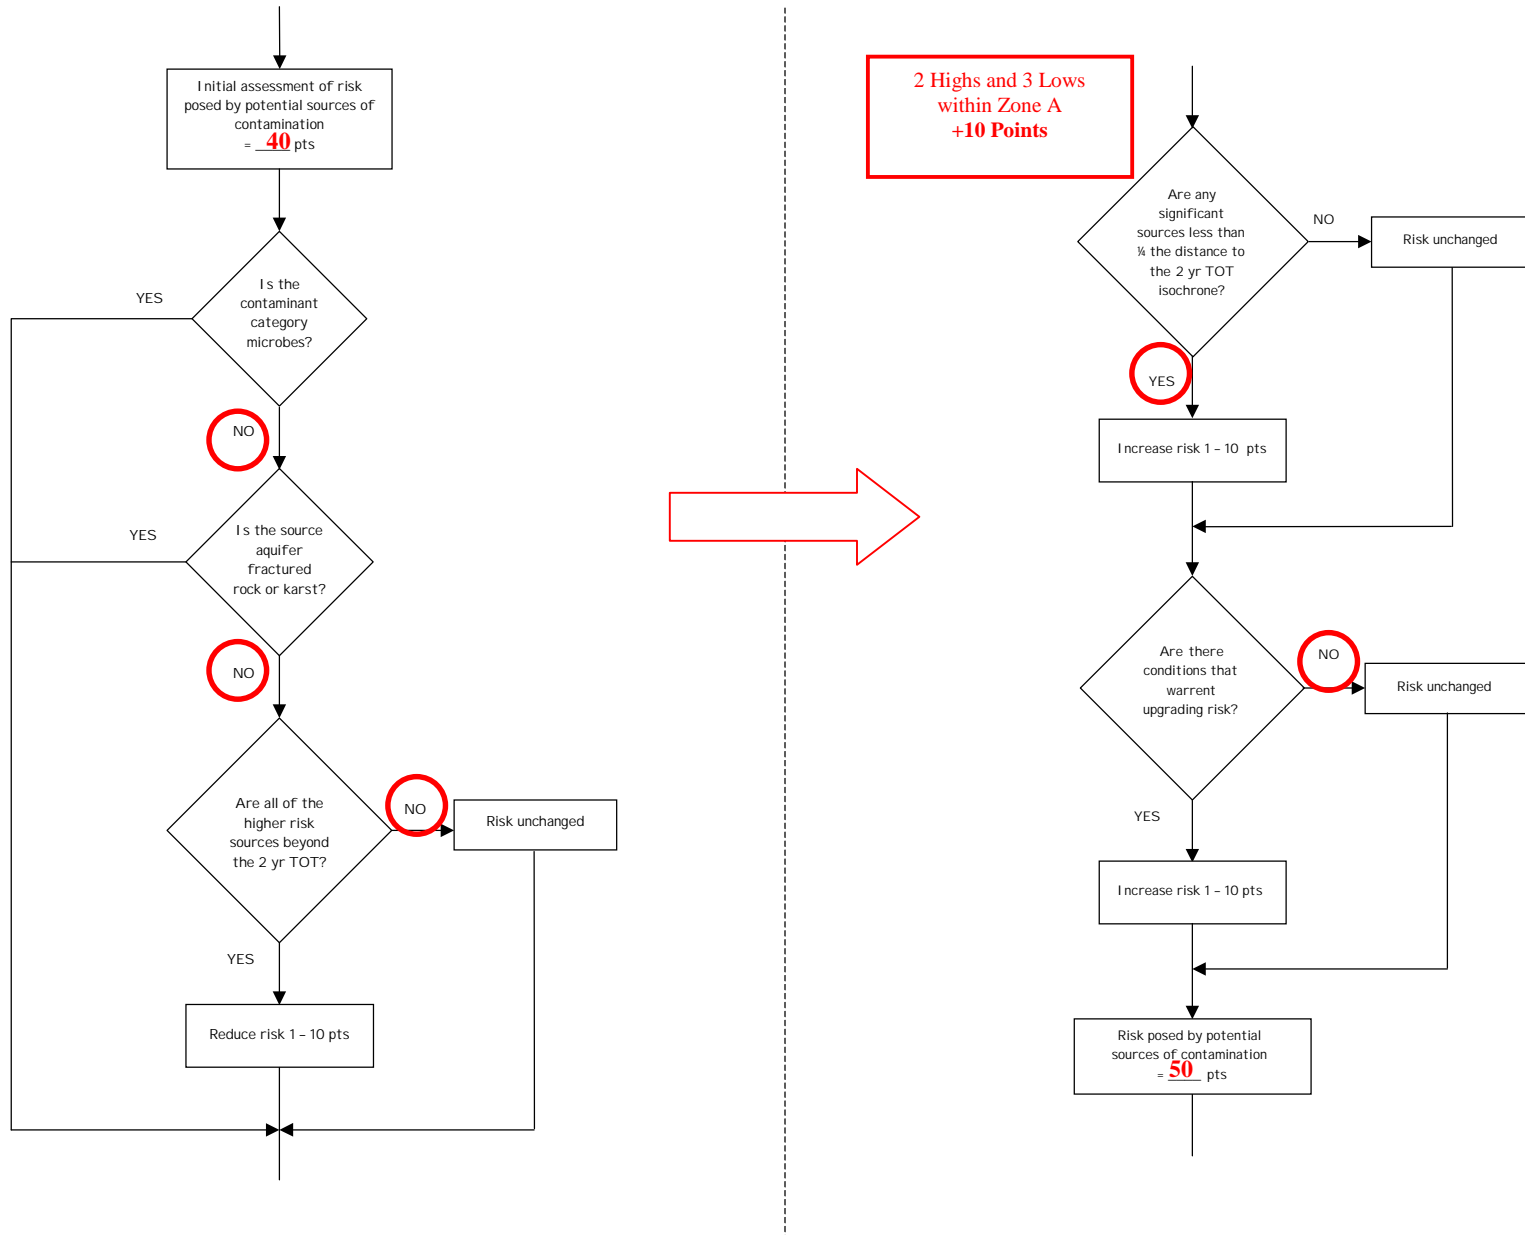 Initial assessment of risk
posed by potential sources of
contamination
= 40 pts
YES
Is the
contaminant
category
microbes?
NO
YES
Is the source
aquifer
fractured
rock or karst?
NO
Are all of the
higher risk
sources beyond
the 2 yr TOT?
NO
Risk unchanged
YES
Reduce risk 1 – 10 pts
2 Highs and 3 Lows
within Zone A
+10 Points
Are any
significant
sources less than
¼ the distance to
the 2 yr TOT
isochrone?
NO
Risk unchanged
YES
Increase risk 1 – 10 pts
Are there
conditions that
warrent
upgrading risk?
NO
Risk unchanged
YES
Increase risk 1 – 10 pts
Risk posed by potential
sources of contamination
= 50 pts